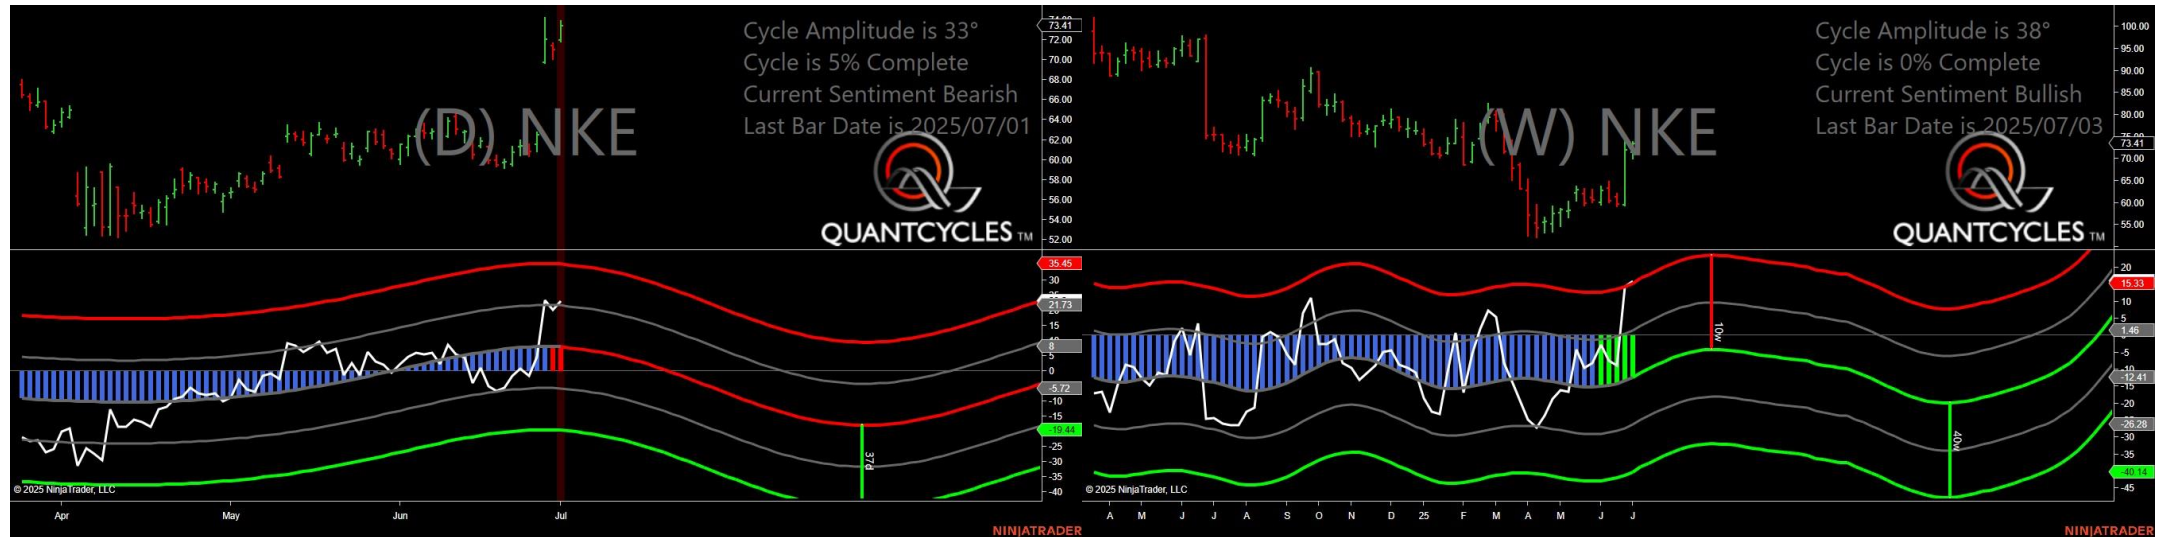 Cycle Amplitude is 33°
Cycle is 5% Complete
Current Sentiment Bearish
Last Bar Date is 2025/07/01
(D) NKE
QUANTCYCLES TM
73.41
72.00
70.00
68.00
66.00
64.00
62.00
60.00
58.00
56.00
54.00
52.00
35.45
30
21.73
15
8
5
0
-5.72
-10
-15
-19.44
-25
-30
-35
-40
37d
© 2025 NinjaTrader, LLC
Apr
May
Jun
Jul
NINJATRADER
Cycle Amplitude is 38°
Cycle is 0% Complete
Current Sentiment Bullish
Last Bar Date is 2025/07/03
(W) NKE
QUANTCYCLES TM
100.00
95.00
90.00
85.00
80.00
73.41
70.00
65.00
60.00
55.00
20
15.33
10
5
1.46
-5
-12.41
-15
-20
-26.28
-30
-35
-40.14
-45
10w
40w
© 2025 NinjaTrader, LLC
A
M
J
J
A
S
O
N
D
25
F
M
A
M
J
J
NINJATRADER